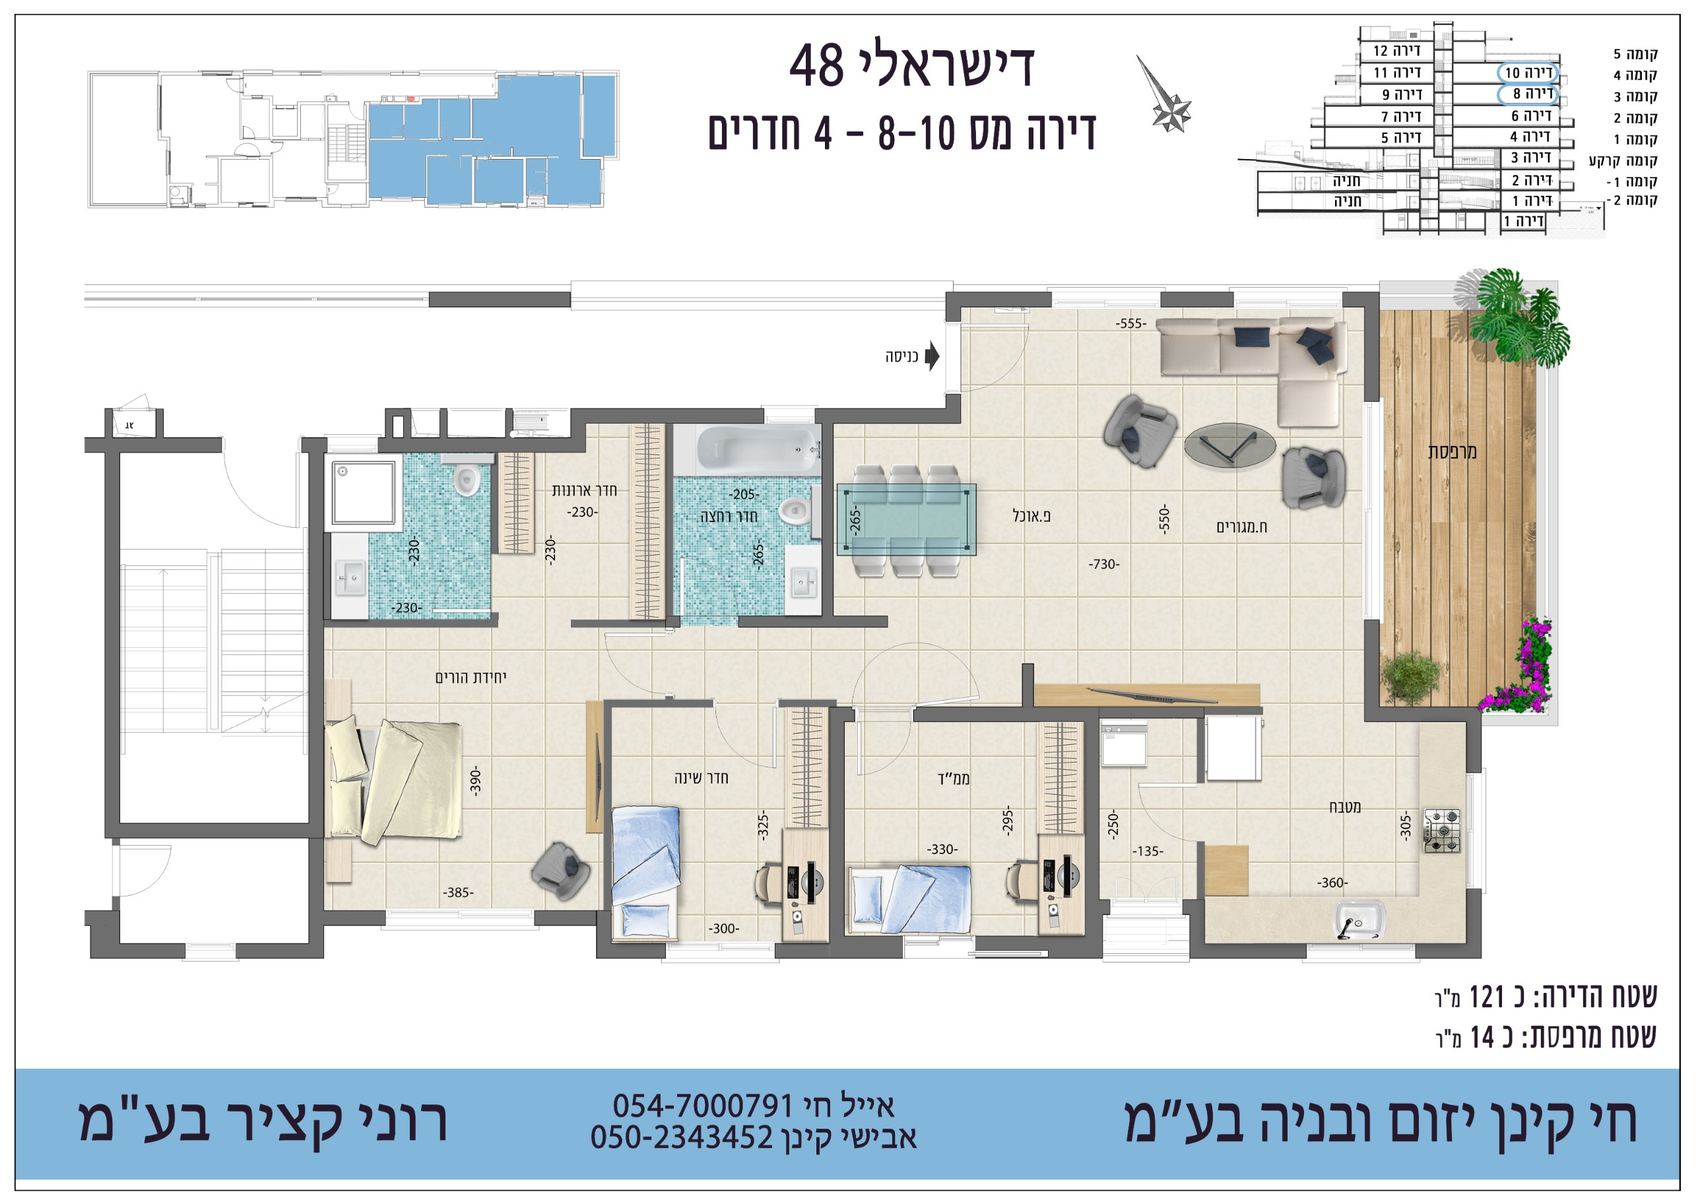 דישראלי 48
דירה מס 8-10 - 4 חדרים
דירה 12
דירה 11
דירה 10
דירה 9
דירה 8
דירה 7
דירה 6
דירה 5
דירה 4
דירה 3
חניה
דירה 2
חניה
דירה 1
דירה 1
קומה 5
קומה 4
קומה 3
קומה 2
קומה 1
קומה קרקע
קומה 1-
קומה 2-
כניסה
-555-
מרפסת
חדר ארונות
-230-
-230-
-230-
-230-
-205-
חדר רחצה
-265-
-265-
פ.אוכל
-550-
ח.מגורים
-730-
יחידת הורים
-390-
-385-
חדר שינה
-325-
-300-
ממ״ד
-295-
-330-
-250-
-135-
מטבח
-305-
-360-
שטח הדירה: כ 121 מ"ר
שטח מרפסת: כ 14 מ"ר
חי קינן יזום ובניה בע״מ
אייל חי 054-7000791
אבישי קינן 050-2343452
רוני קציר בע"מ